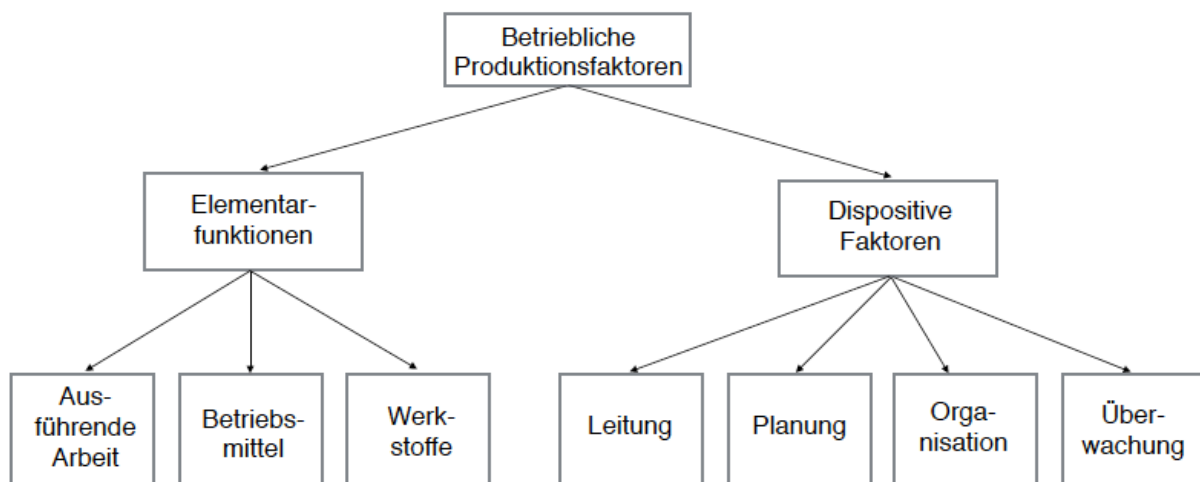 Betriebliche
Produktionsfaktoren
Elementar-
funktionen
Dispositive
Faktoren
Aus-
führende
Arbeit
Betriebs-
mittel
Werk-
stoffe
Leitung
Planung
Orga-
nisation
Über-
wachung